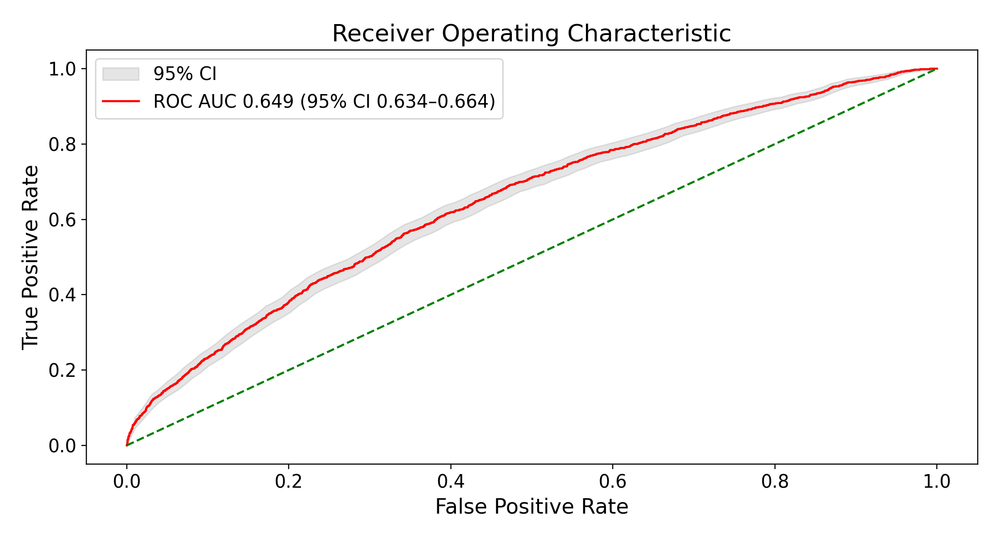 Receiver Operating Characteristic
95% CI
ROC AUC 0.649 (95% CI 0.634–0.664)
True Positive Rate
1.0
0.8
0.6
0.4
0.2
0.0
0.0 0.2 0.4 0.6 0.8 1.0
False Positive Rate